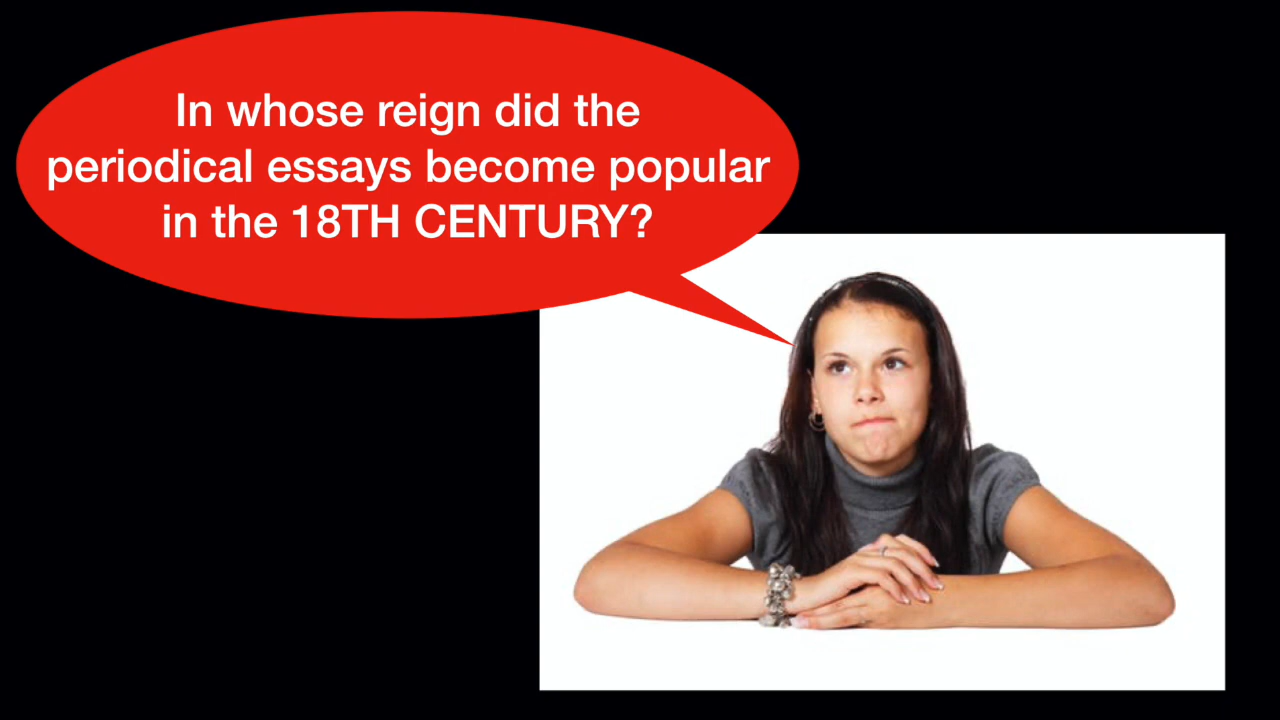 In whose reign did the
periodical essays become popular
in the 18TH CENTURY?